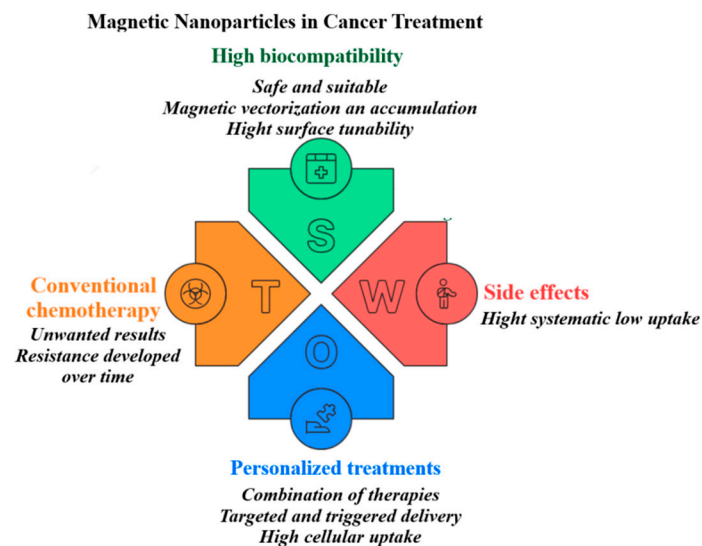 Magnetic Nanoparticles in Cancer Treatment
High biocompatibility
Safe and suitable
Magnetic vectorization an accumulation
Hight surface tunability
S
T
W
O
Conventional
chemotherapy
Unwanted results
Resistance developed
over time
Side effects
Hight systematic low uptake
Personalized treatments
Combination of therapies
Targeted and triggered delivery
High cellular uptake